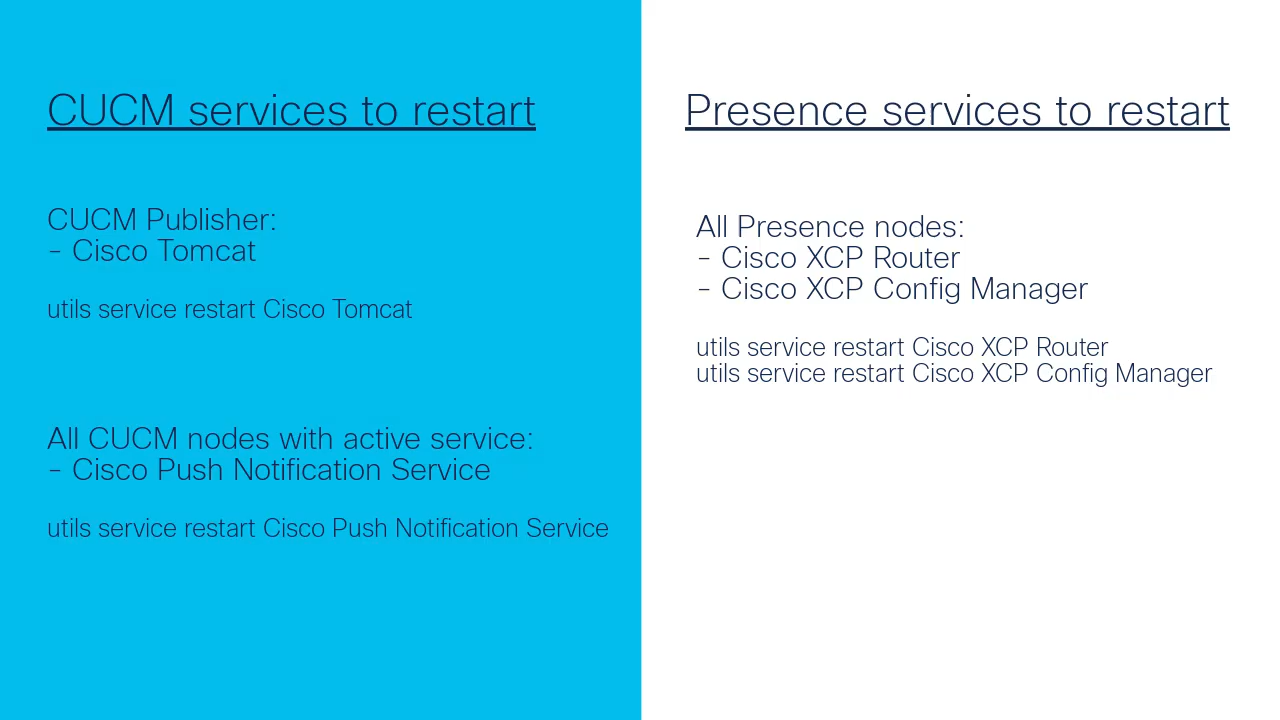 CUCM services to restart
CUCM Publisher:
- Cisco Tomcat
utils service restart Cisco Tomcat
All CUCM nodes with active service:
- Cisco Push Notification Service
utils service restart Cisco Push Notification Service
Presence services to restart
All Presence nodes:
- Cisco XCP Router
- Cisco XCP Config Manager
utils service restart Cisco XCP Router
utils service restart Cisco XCP Config Manager